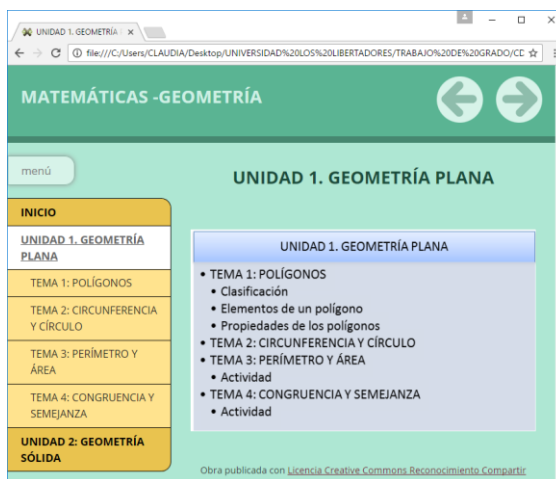 UNIDAD 1. GEOMETRÍA
file:///C:/Users/CLAUDIA/Desktop/UNIVERSIDAD%20LOS%20LIBERTADORES/TRABAJO%20DE%20GRADO/CD
MATEMÁTICAS -GEOMETRÍA
menú
UNIDAD 1. GEOMETRÍA PLANA
INICIO
UNIDAD 1. GEOMETRÍA
PLANA
TEMA 1: POLÍGONOS
TEMA 2: CIRCUNFERENCIA
Y CÍRCULO
TEMA 3: PERÍMETRO Y
ÁREA
TEMA 4: CONGRUENCIA Y
SEMEJANZA
UNIDAD 2: GEOMETRÍA
SÓLIDA
UNIDAD 1. GEOMETRÍA PLANA
• TEMA 1: POLÍGONOS
• Clasificación
• Elementos de un polígono
• Propiedades de los polígonos
• TEMA 2: CIRCUNFERENCIA Y CÍRCULO
• TEMA 3: PERÍMETRO Y ÁREA
• Actividad
• TEMA 4: CONGRUENCIA Y SEMEJANZA
• Actividad
Obra publicada con Licencia Creative Commons Reconocimiento Compartir